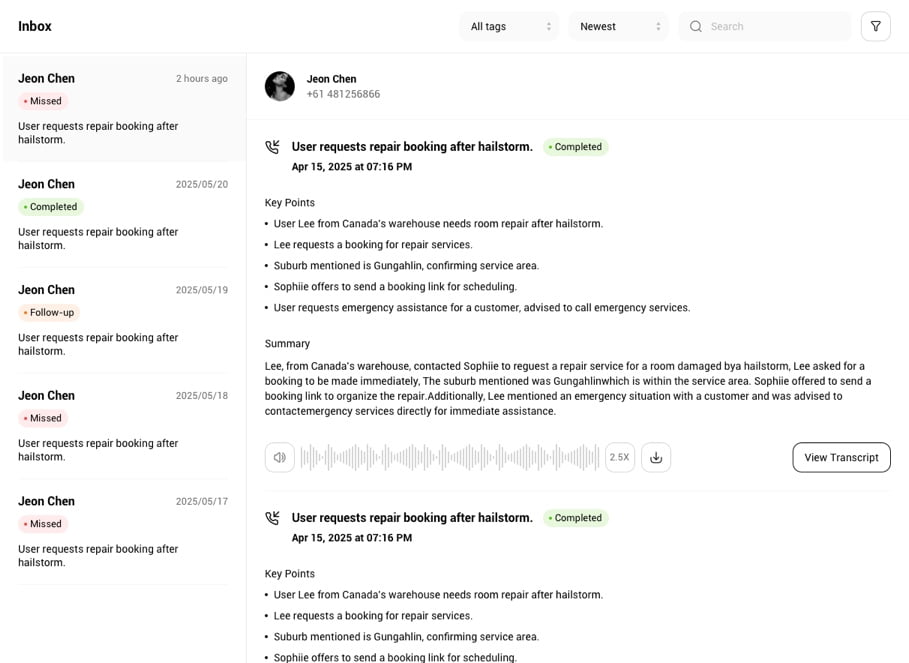 Inbox
All tags
Newest
Search
Jeon Chen
2 hours ago
Missed
User requests repair booking after
hailstorm.
Jeon Chen
2025/05/20
Completed
User requests repair booking after
hailstorm.
Jeon Chen
2025/05/19
Follow-up
User requests repair booking after
hailstorm.
Jeon Chen
2025/05/18
Missed
User requests repair booking after
hailstorm.
Jeon Chen
2025/05/17
Missed
User requests repair booking after
hailstorm.
Jeon Chen
+61 481256866
User requests repair booking after hailstorm.
Completed
Apr 15, 2025 at 07:16 PM
Key Points
• User Lee from Canada's warehouse needs room repair after hailstorm.
• Lee requests a booking for repair services.
• Suburb mentioned is Gungahlin, confirming service area.
• Sophiie offers to send a booking link for scheduling.
• User requests emergency assistance for a customer, advised to call emergency services.
Summary
Lee, from Canada's warehouse, contacted Sophiie to reguest a repair service for a room damaged bya hailstorm, Lee asked for a
booking to be made immediately, The suburb mentioned was Gungahlinwhich is within the service area. Sophiie offered to send a
booking link to organize the repair.Additionally, Lee mentioned an emergency situation with a customer and was advised to
contactemergency services directly for immediate assistance.
2.5X
View Transcript
User requests repair booking after hailstorm.
Completed
Apr 15, 2025 at 07:16 PM
Key Points
• User Lee from Canada's warehouse needs room repair after hailstorm.
• Lee requests a booking for repair services.
• Suburb mentioned is Gungahlin, confirming service area.
• Sophiie offers to send a booking link for scheduling.